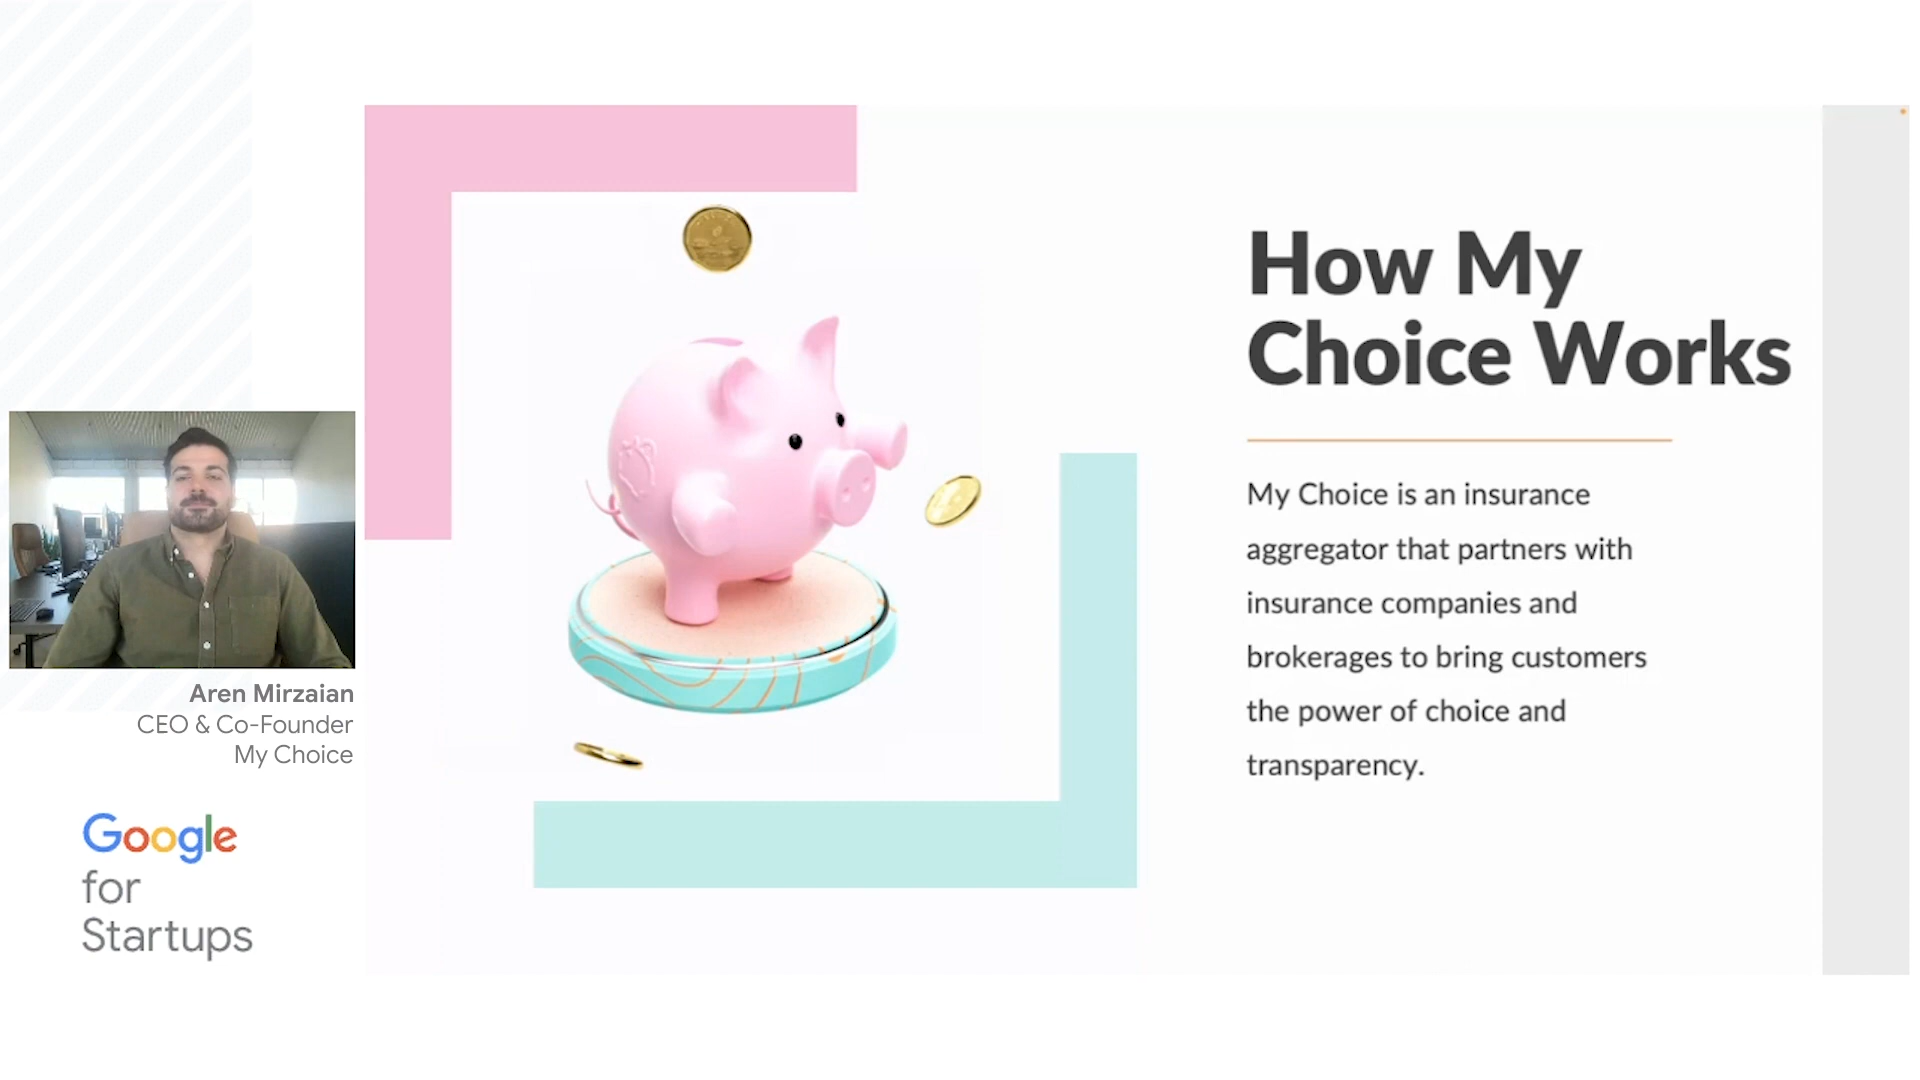 How My
Choice Works
My Choice is an insurance
aggregator that partners with
insurance companies and
brokerages to bring customers
the power of choice and
transparency.
Aren Mirzaian
CEO & Co-Founder
My Choice
Google
for
Startups